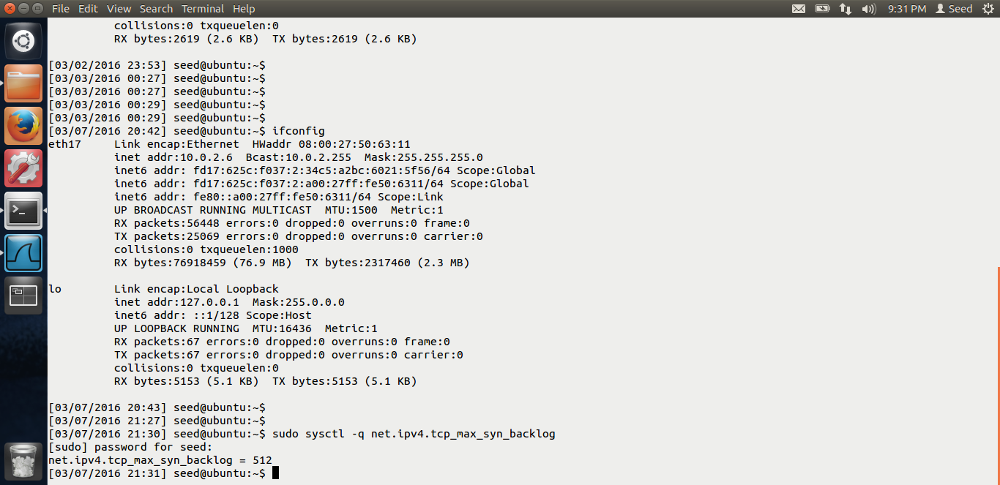 File Edit View Search Terminal Help 9:31 PM Seed
collisions:0 txqueuelen:0
RX bytes:2619 (2.6 KB)  TX bytes:2619 (2.6 KB)
[03/02/2016 23:53] seed@ubuntu:~$
[03/03/2016 00:27] seed@ubuntu:~$
[03/03/2016 00:27] seed@ubuntu:~$
[03/03/2016 00:29] seed@ubuntu:~$
[03/03/2016 00:29] seed@ubuntu:~$
[03/07/2016 20:42] seed@ubuntu:~$ ifconfig
eth17     Link encap:Ethernet  HWaddr 08:00:27:50:63:11
inet addr:10.0.2.6  Bcast:10.0.2.255  Mask:255.255.255.0
inet6 addr: fd17:625c:f037:2:34c5:a2bc:6021:5f56/64 Scope:Global
inet6 addr: fd17:625c:f037:2:a00:27ff:fe50:6311/64 Scope:Global
inet6 addr: fe80::a00:27ff:fe50:6311/64 Scope:Link
UP BROADCAST RUNNING MULTICAST  MTU:1500  Metric:1
RX packets:56448 errors:0 dropped:0 overruns:0 frame:0
TX packets:25069 errors:0 dropped:0 overruns:0 carrier:0
collisions:0 txqueuelen:1000
RX bytes:76918459 (76.9 MB)  TX bytes:2317460 (2.3 MB)
lo        Link encap:Local Loopback
inet addr:127.0.0.1  Mask:255.0.0.0
inet6 addr: ::1/128 Scope:Host
UP LOOPBACK RUNNING  MTU:16436  Metric:1
RX packets:67 errors:0 dropped:0 overruns:0 frame:0
TX packets:67 errors:0 dropped:0 overruns:0 carrier:0
collisions:0 txqueuelen:0
RX bytes:5153 (5.1 KB)  TX bytes:5153 (5.1 KB)
[03/07/2016 20:43] seed@ubuntu:~$
[03/07/2016 21:27] seed@ubuntu:~$
[03/07/2016 21:30] seed@ubuntu:~$ sudo sysctl -q net.ipv4.tcp_max_syn_backlog
[sudo] password for seed:
net.ipv4.tcp_max_syn_backlog = 512
[03/07/2016 21:31] seed@ubuntu:~$